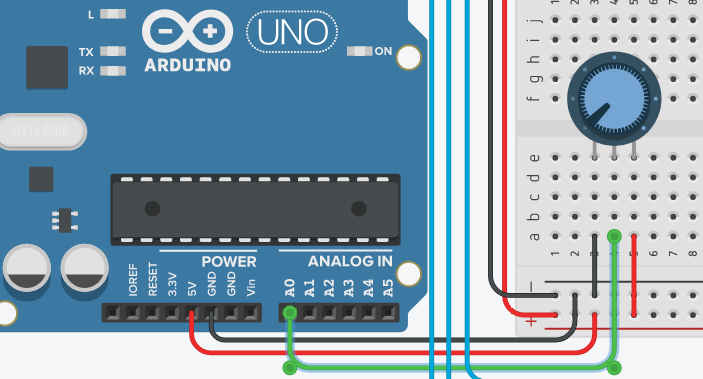 L
TX
RX
UNO
ARDUINO
ON
SPK16.000G
POWER
ANALOG IN
IOREF
RESET
3.3V
5V
GND
GND
Vin
A0
A1
A2
A3
A4
A5
j
i
h
g
f
e
d
c
b
a
1 2 3 4 5 6 7 8
− +